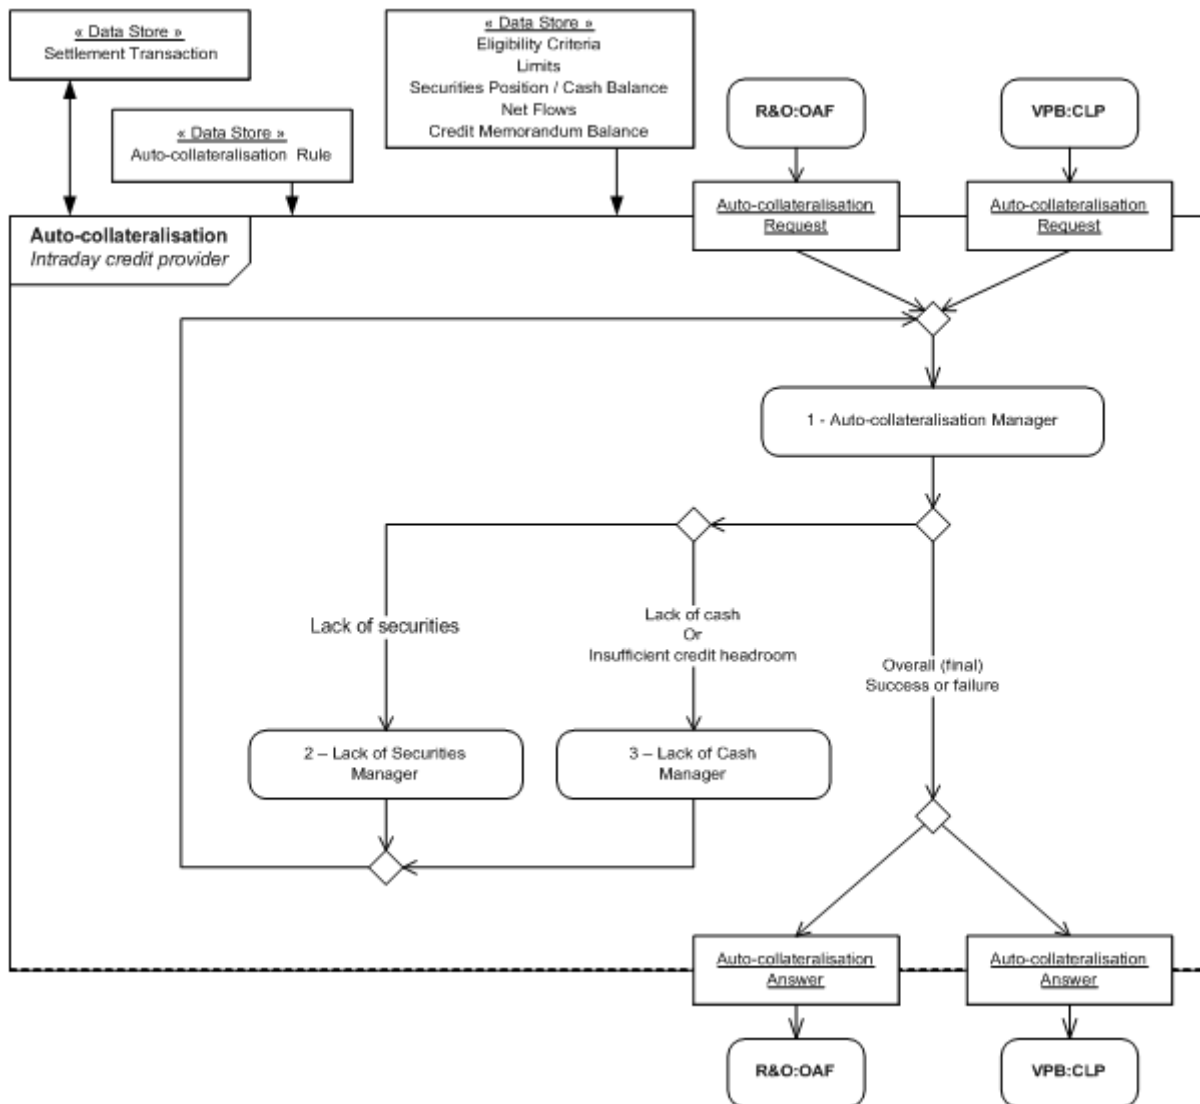 « Data Store »
Settlement Transaction
« Data Store »
Eligibility Criteria
Limits
Securities Position / Cash Balance
Net Flows
Credit Memorandum Balance
« Data Store »
Auto-collateralisation Rule
R&O:OAF
VPB:CLP
Auto-collateralisation
Request
Auto-collateralisation
Request
Auto-collateralisation
Intraday credit provider
1 - Auto-collateralisation Manager
Lack of securities
Lack of cash
Or
Insufficient credit headroom
Overall (final)
Success or failure
2 – Lack of Securities
Manager
3 – Lack of Cash
Manager
Auto-collateralisation
Answer
Auto-collateralisation
Answer
R&O:OAF
VPB:CLP